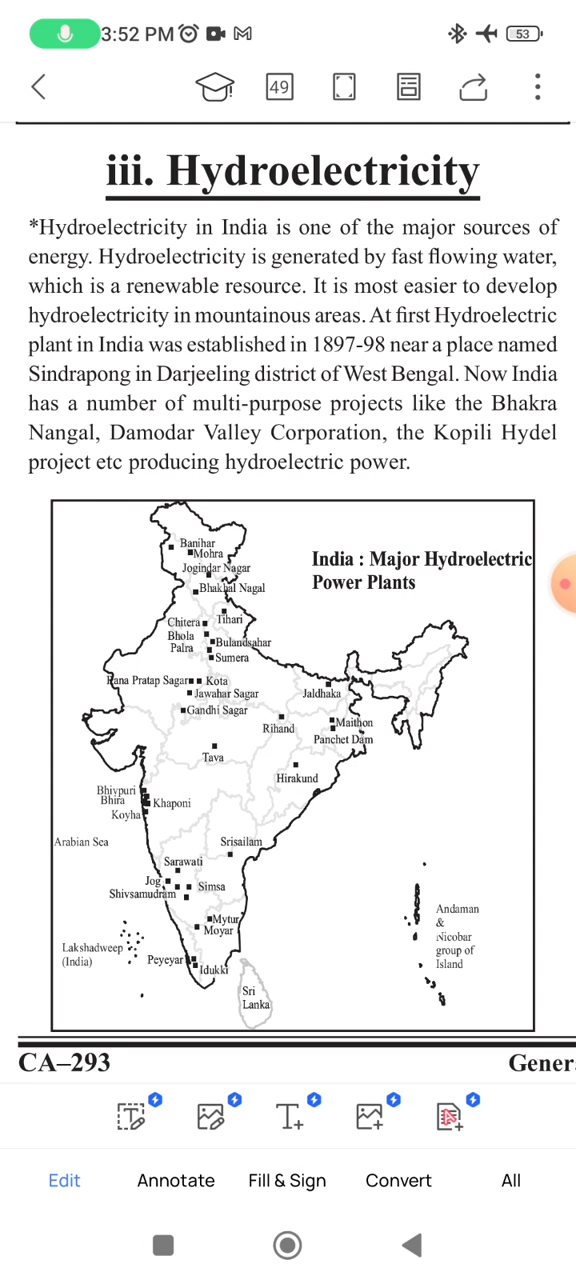 3:52 PM
53
49
iii. Hydroelectricity
*Hydroelectricity in India is one of the major sources of
energy. Hydroelectricity is generated by fast flowing water,
which is a renewable resource. It is most easier to develop
hydroelectricity in mountainous areas. At first Hydroelectric
plant in India was established in 1897-98 near a place named
Sindrapong in Darjeeling district of West Bengal. Now India
has a number of multi-purpose projects like the Bhakra
Nangal, Damodar Valley Corporation, the Kopili Hydel
project etc producing hydroelectric power.
India : Major Hydroelectric
Power Plants
Banihar
Mohra
Jogindar Nagar
Bhakhal Nagal
Tihari
Chitera
Bhola
Palra
Bulandsahar
Sumera
Rana Pratap Sagar
Kota
Jawahar Sagar
Gandhi Sagar
Jaldhaka
Rihand
Maithon
Panchet Dam
Tava
Hirakund
Bhivpuri
Bhira
Khaponi
Koyha
Arabian Sea
Srisailam
Sarawati
Jog
Simsa
Shivsamudram
Mytur
Moyar
Lakshadweep
(India)
Peyeyar
Idukki
Andaman
&
Nicobar
group of
Island
Sri
Lanka
CA–293
Gener
Edit
Annotate
Fill & Sign
Convert
All